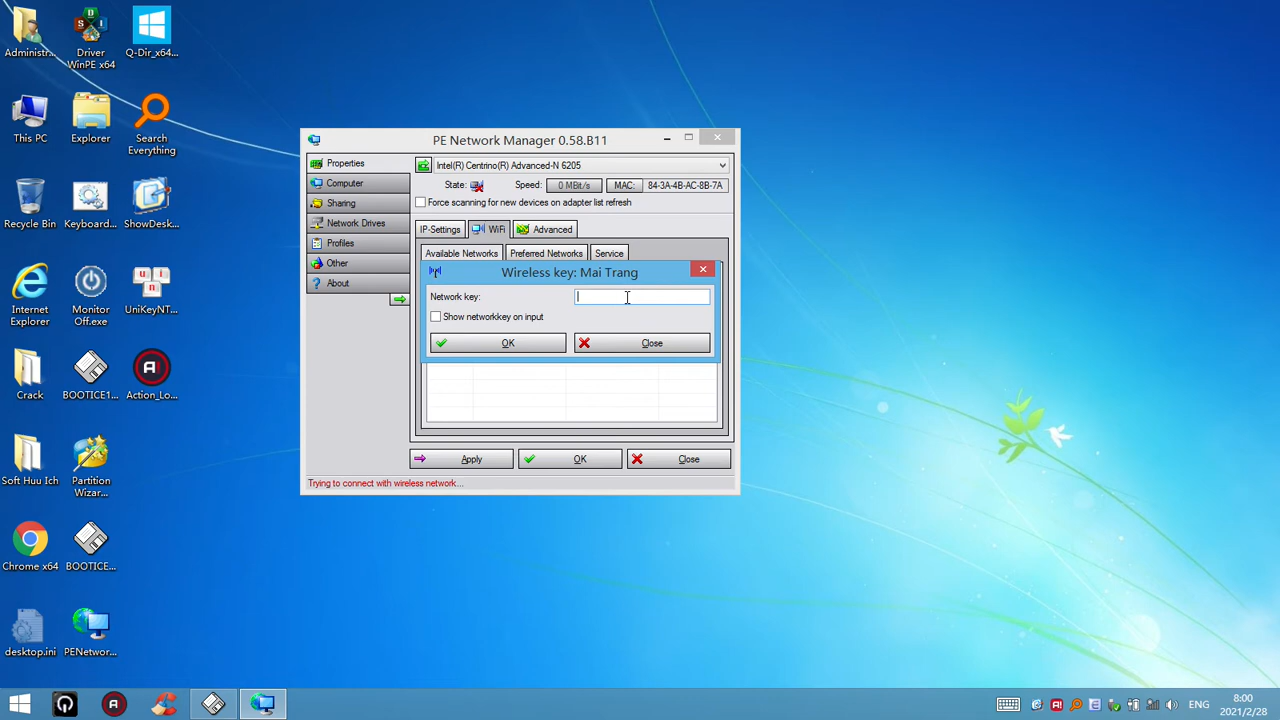 Administr...
Driver
WinPE x64
Q-Dir_x64...
This PC
Explorer
Search
Everything
Recycle Bin
Keyboard...
ShowDesk...
Internet
Explorer
Monitor
Off.exe
UniKeyNT...
Crack
BOOTICE1...
Action_Lo...
Soft Huu Ich
Partition
Wizar...
Chrome x64
BOOTICE...
desktop.ini
PENetwor...
PE Network Manager 0.58.B11
Properties
Computer
Sharing
Network Drives
Profiles
Other
About
Intel(R) Centrino(R) Advanced-N 6205
State:
Speed:
0 MBit/s
MAC:
84-3A-4B-AC-8B-7A
Force scanning for new devices on adapter list refresh
IP-Settings
WiFi
Advanced
Available Networks
Preferred Networks
Service
Wireless key: Mai Trang
Network key:
Show networkkey on input
OK
Close
Apply
OK
Close
Trying to connect with wireless network...
ENG
8:00
2021/2/28